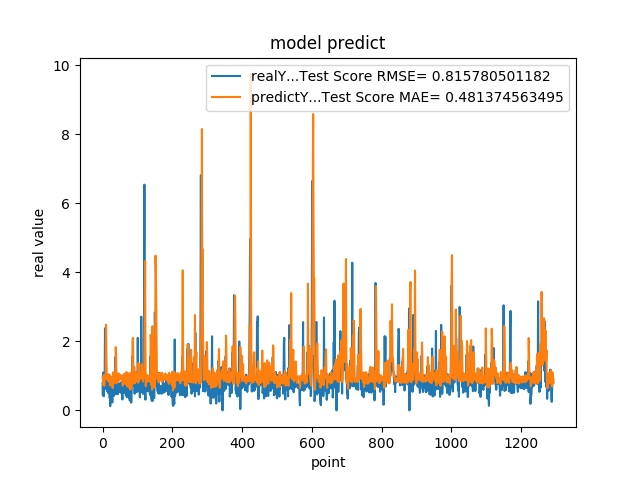 model predict
realY...Test Score RMSE= 0.815780501182
predictY...Test Score MAE= 0.481374563495
10
8
6
4
2
0
real value
0 200 400 600 800 1000 1200
point